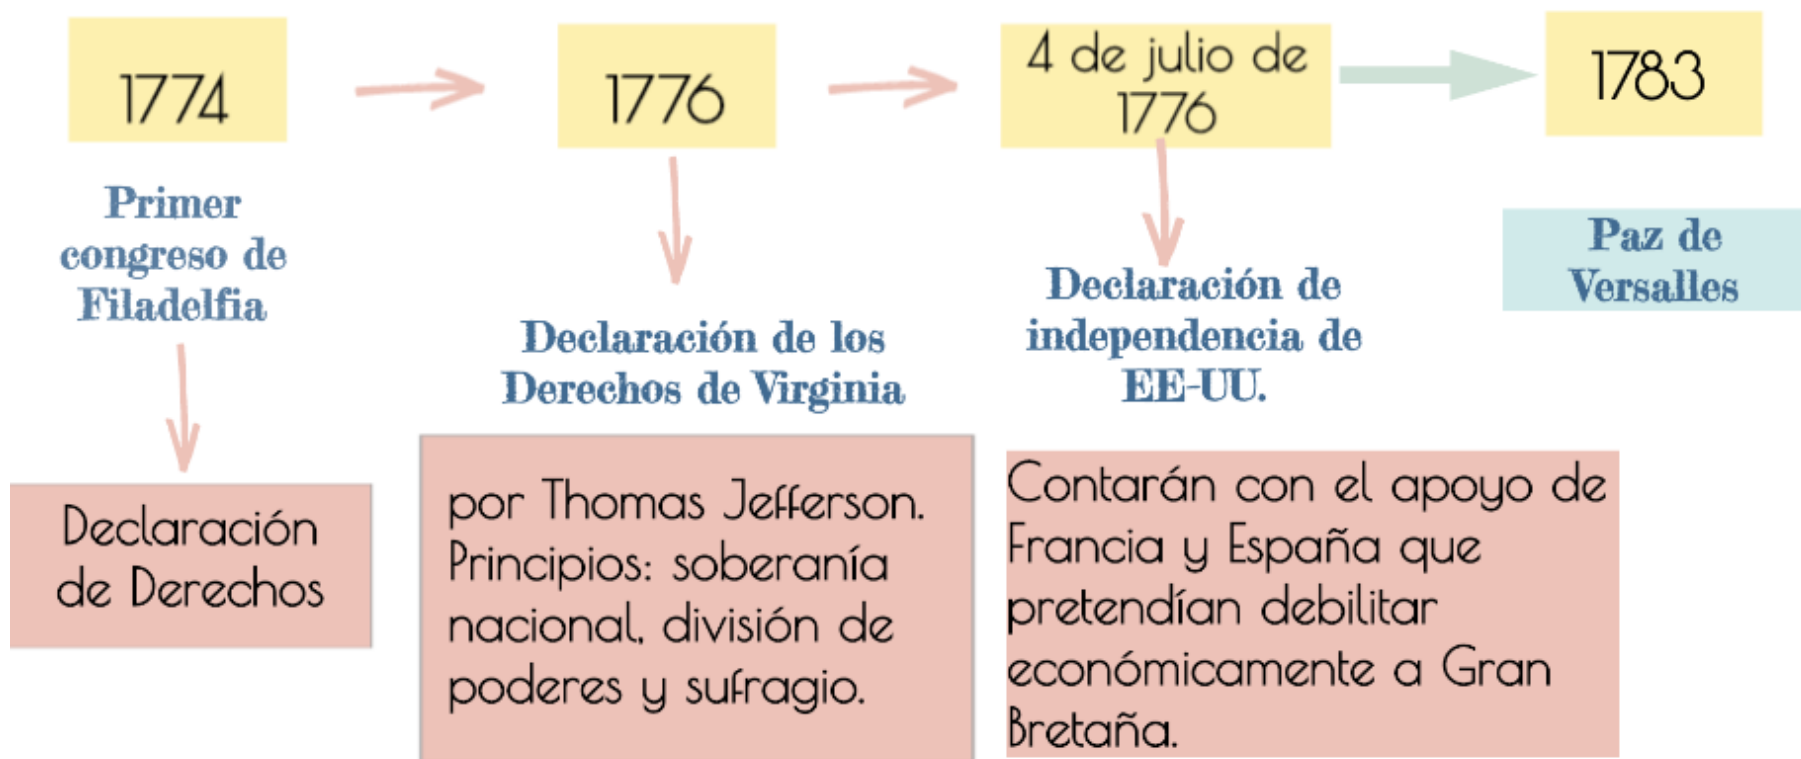 1774
Primer
congreso de
Filadelfia
Declaración
de Derechos
1776
Declaración de los
Derechos de Virginia
por Thomas Jefferson.
Principios: soberanía
nacional, división de
poderes y sufragio.
4 de julio de
1776
Declaración de
independencia de
EE-UU.
Contarán con el apoyo de
Francia y España que
pretendían debilitar
económicamente a Gran
Bretaña.
1783
Paz de
Versalles